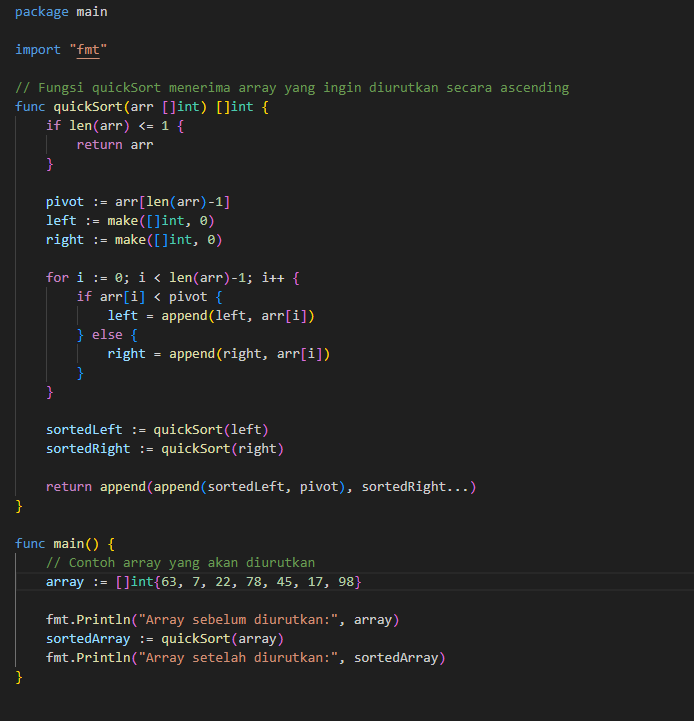 package main
import "fmt"
// Fungsi quickSort menerima array yang ingin diurutkan secara ascending
func quickSort(arr []int) []int {
    if len(arr) <= 1 {
        return arr
    }
    pivot := arr[len(arr)-1]
    left := make([]int, 0)
    right := make([]int, 0)
    for i := 0; i < len(arr)-1; i++ {
        if arr[i] < pivot {
            left = append(left, arr[i])
        } else {
            right = append(right, arr[i])
        }
    }
    sortedLeft := quickSort(left)
    sortedRight := quickSort(right)
    return append(append(sortedLeft, pivot), sortedRight...)
}
func main() {
    // Contoh array yang akan diurutkan
    array := []int{63, 7, 22, 78, 45, 17, 98}
    fmt.Println("Array sebelum diurutkan:", array)
    sortedArray := quickSort(array)
    fmt.Println("Array setelah diurutkan:", sortedArray)
}